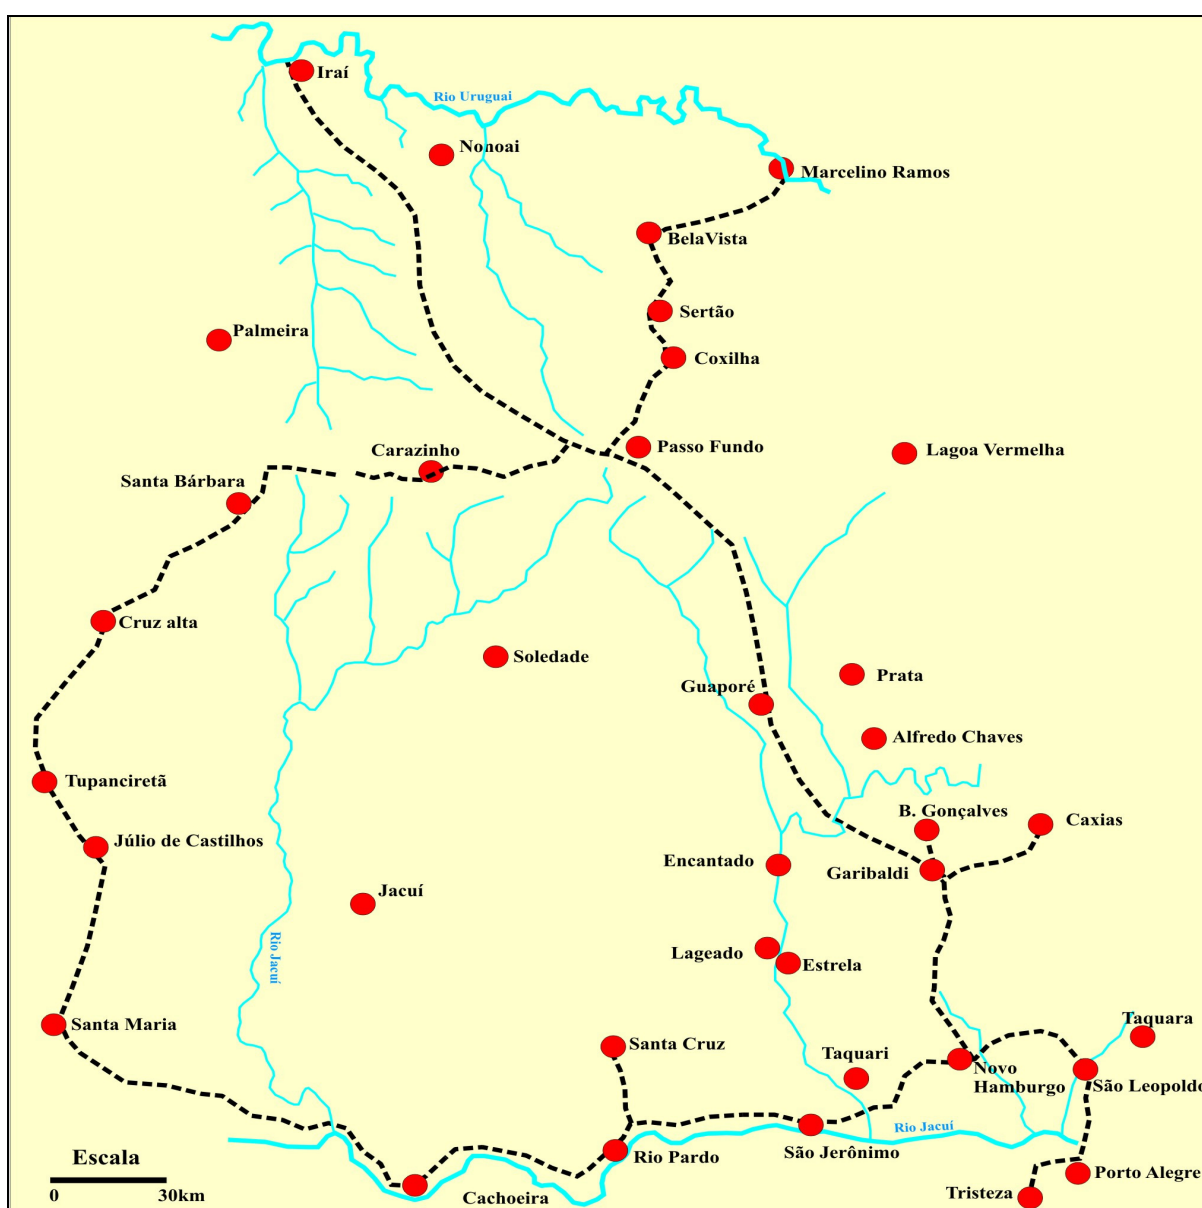 Iraí
Rio Uruguai
Nonoai
Marcelino Ramos
BelaVista
Sertão
Palmeira
Coxilha
Carazinho
Passo Fundo
Lagoa Vermelha
Santa Bárbara
Cruz alta
Soledade
Guaporé
Prata
Alfredo Chaves
Tupanciretã
B. Gonçalves
Caxias
Júlio de Castilhos
Encantado
Garibaldi
Jacuí
Rio Jacuí
Lageado
Estrela
Santa Maria
Santa Cruz
Taquari
Taquara
Novo
Hamburgo
São Leopoldo
Rio Jacuí
São Jerônimo
Rio Pardo
Porto Alegre
Tristeza
Cachoeira
Escala
0 30km